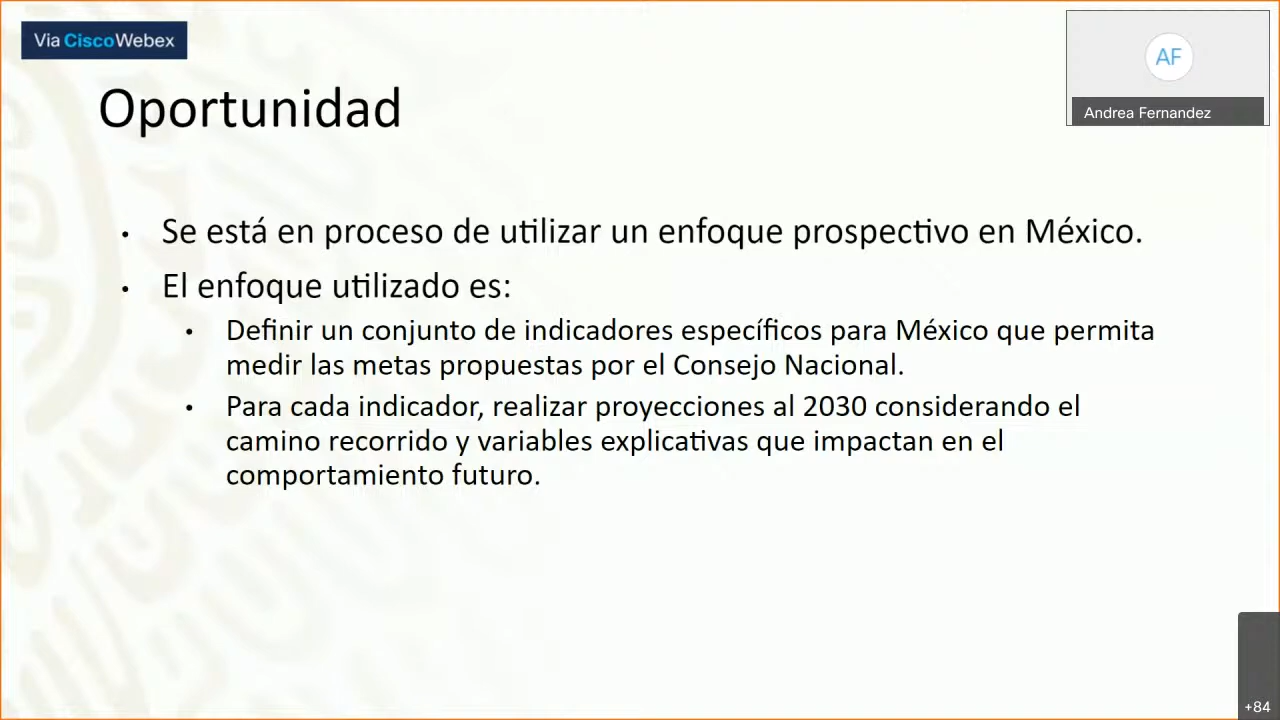 Via CiscoWebex
AF
Andrea Fernandez
Oportunidad
• Se está en proceso de utilizar un enfoque prospectivo en México.
• El enfoque utilizado es:
• Definir un conjunto de indicadores específicos para México que permita
medir las metas propuestas por el Consejo Nacional.
• Para cada indicador, realizar proyecciones al 2030 considerando el
camino recorrido y variables explicativas que impactan en el
comportamiento futuro.
+84